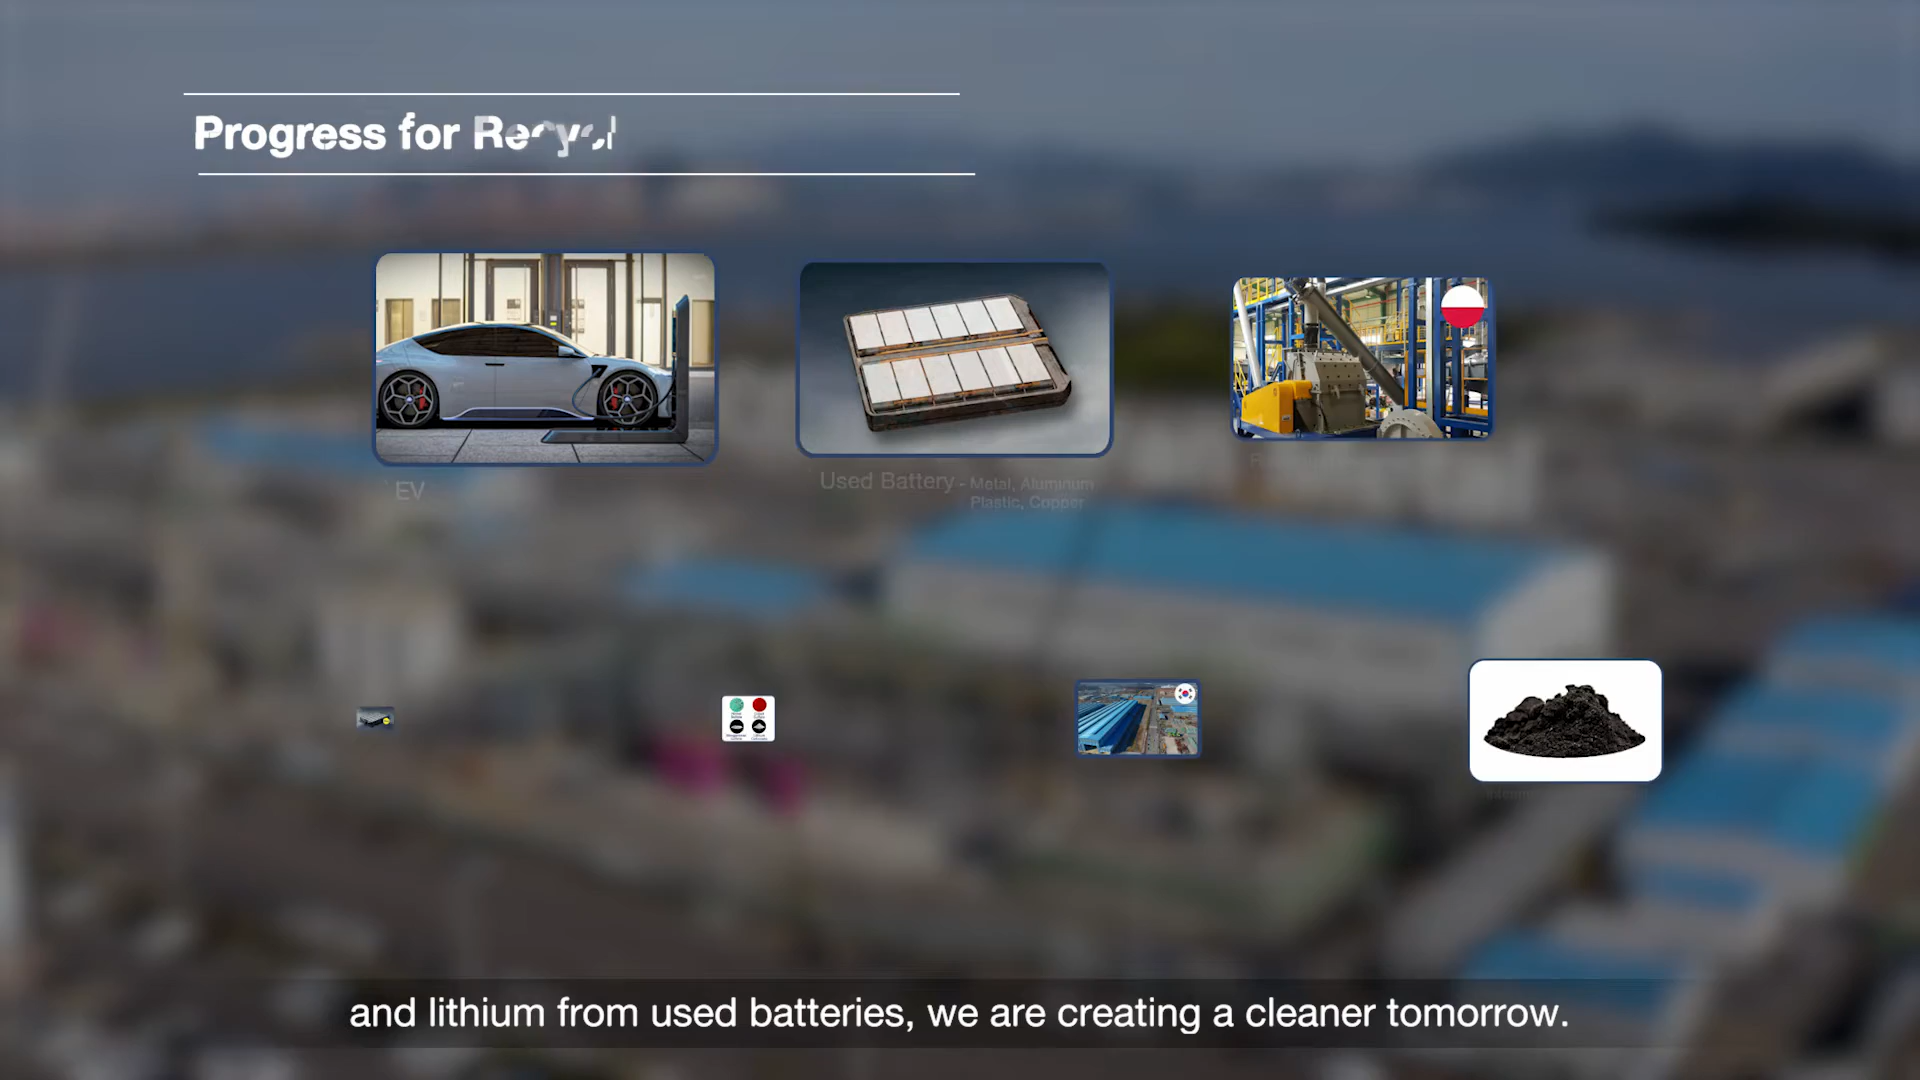 Progress for Recycl
EV
Used Battery - Metal, Aluminum
Plastic, Copper
and lithium from used batteries, we are creating a cleaner tomorrow.